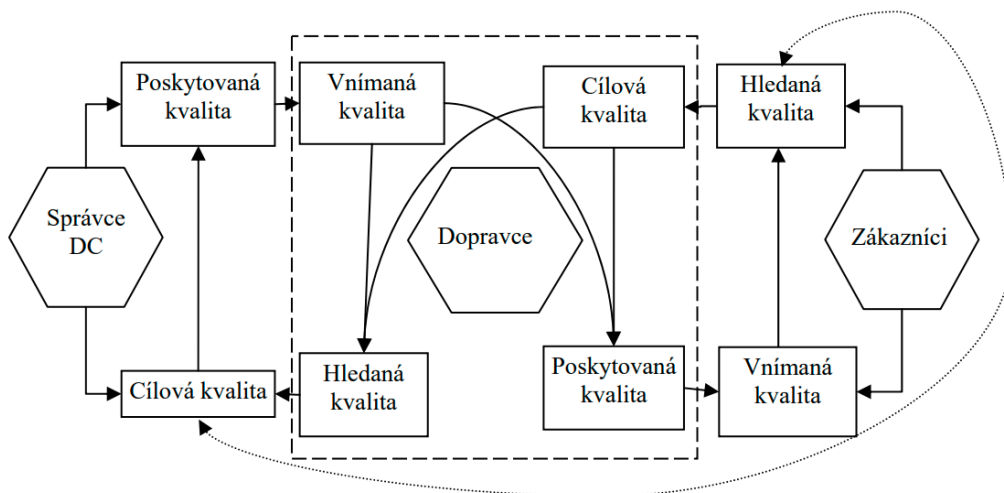 Poskytovaná
kvalita
Vnímaná
kvalita
Cílová
kvalita
Hledaná
kvalita
Správce
DC
Dopravce
Zákazníci
Cílová kvalita
Hledaná
kvalita
Poskytovaná
kvalita
Vnímaná
kvalita